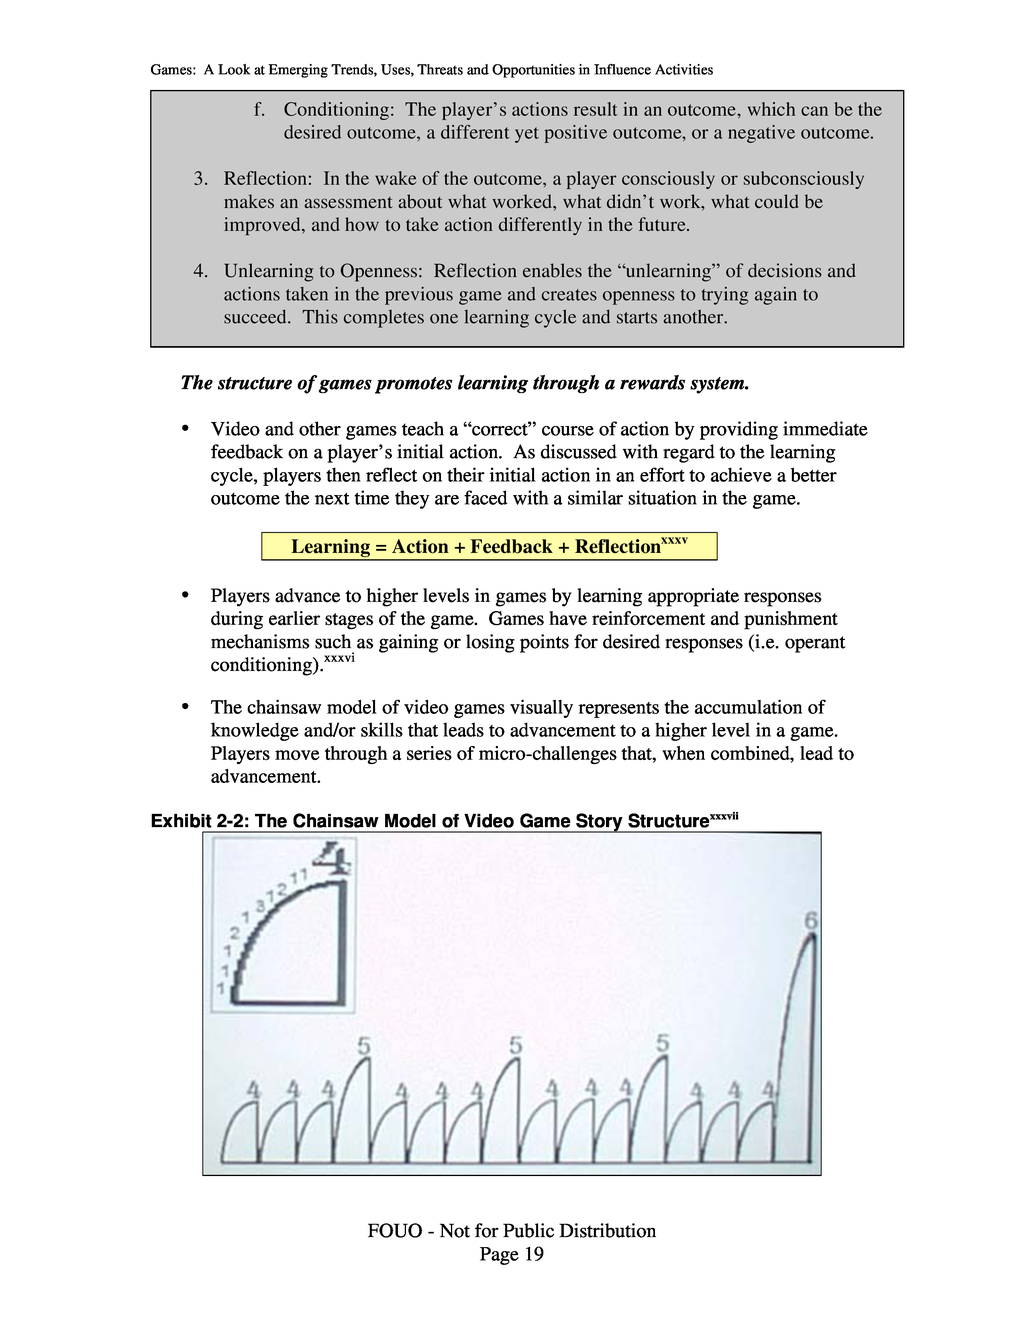 Games: A Look at Emerging Trends, Uses, Threats and Opportunities in Influence Activities
f. Conditioning: The player's actions result in an outcome, which can be the
desired outcome, a different yet positive outcome, or a negative outcome.
3. Reflection: In the wake of the outcome, a player consciously or subconsciously
makes an assessment about what worked, what didn't work, what could be
improved, and how to take action differently in the future.
4. Unlearning to Openness: Reflection enables the “unlearning” of decisions and
actions taken in the previous game and creates openness to trying again to
succeed. This completes one learning cycle and starts another.
The structure of games promotes learning through a rewards system.
• Video and other games teach a “correct” course of action by providing immediate
feedback on a player's initial action. As discussed with regard to the learning
cycle, players then reflect on their initial action in an effort to achieve a better
outcome the next time they are faced with a similar situation in the game.
Learning = Action + Feedback + Reflectionxxxv
• Players advance to higher levels in games by learning appropriate responses
during earlier stages of the game. Games have reinforcement and punishment
mechanisms such as gaining or losing points for desired responses (i.e. operant
conditioning).xxxvi
• The chainsaw model of video games visually represents the accumulation of
knowledge and/or skills that leads to advancement to a higher level in a game.
Players move through a series of micro-challenges that, when combined, lead to
advancement.
Exhibit 2-2: The Chainsaw Model of Video Game Story Structurexxxvii
1 1 1 2 1 3 1 2 1 1 4
4 4 4 5 4 4 4 5 4 4 4 5 4 4 4 6
FOUO - Not for Public Distribution
Page 19